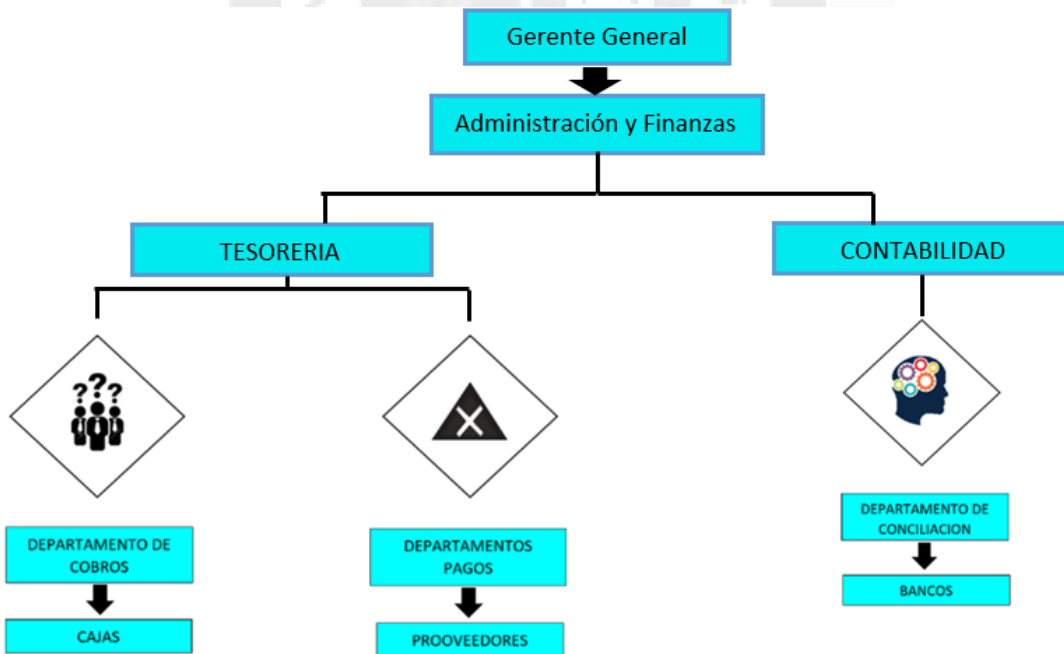 Gerente General
Administración y Finanzas
TESORERIA
CONTABILIDAD
???
DEPARTAMENTO DE
COBROS
CAJAS
DEPARTAMENTOS
PAGOS
PROOVEEDORES
DEPARTAMENTO DE
CONCILIACION
BANCOS